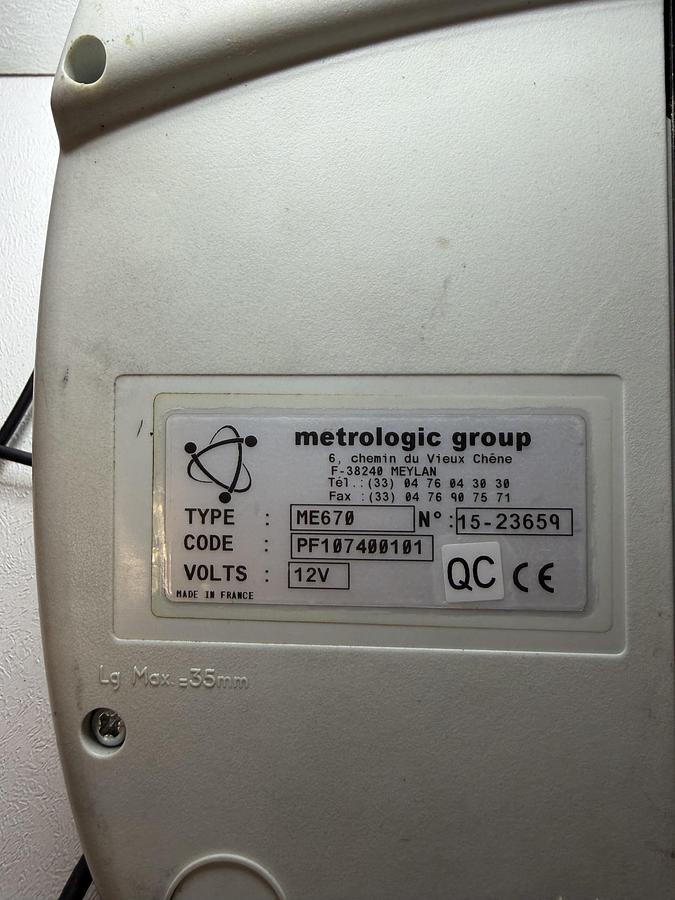 metrologic group
6, chemin du Vieux Chêne
F-38240 MEYLAN
Tél.:(33) 04 76 04 30 30
Fax :(33) 04 76 90 75 71
TYPE : ME670 N°: 15-23659
CODE : PF107400101
VOLTS : 12V QC CE
MADE IN FRANCE
Lg Max.=35mm